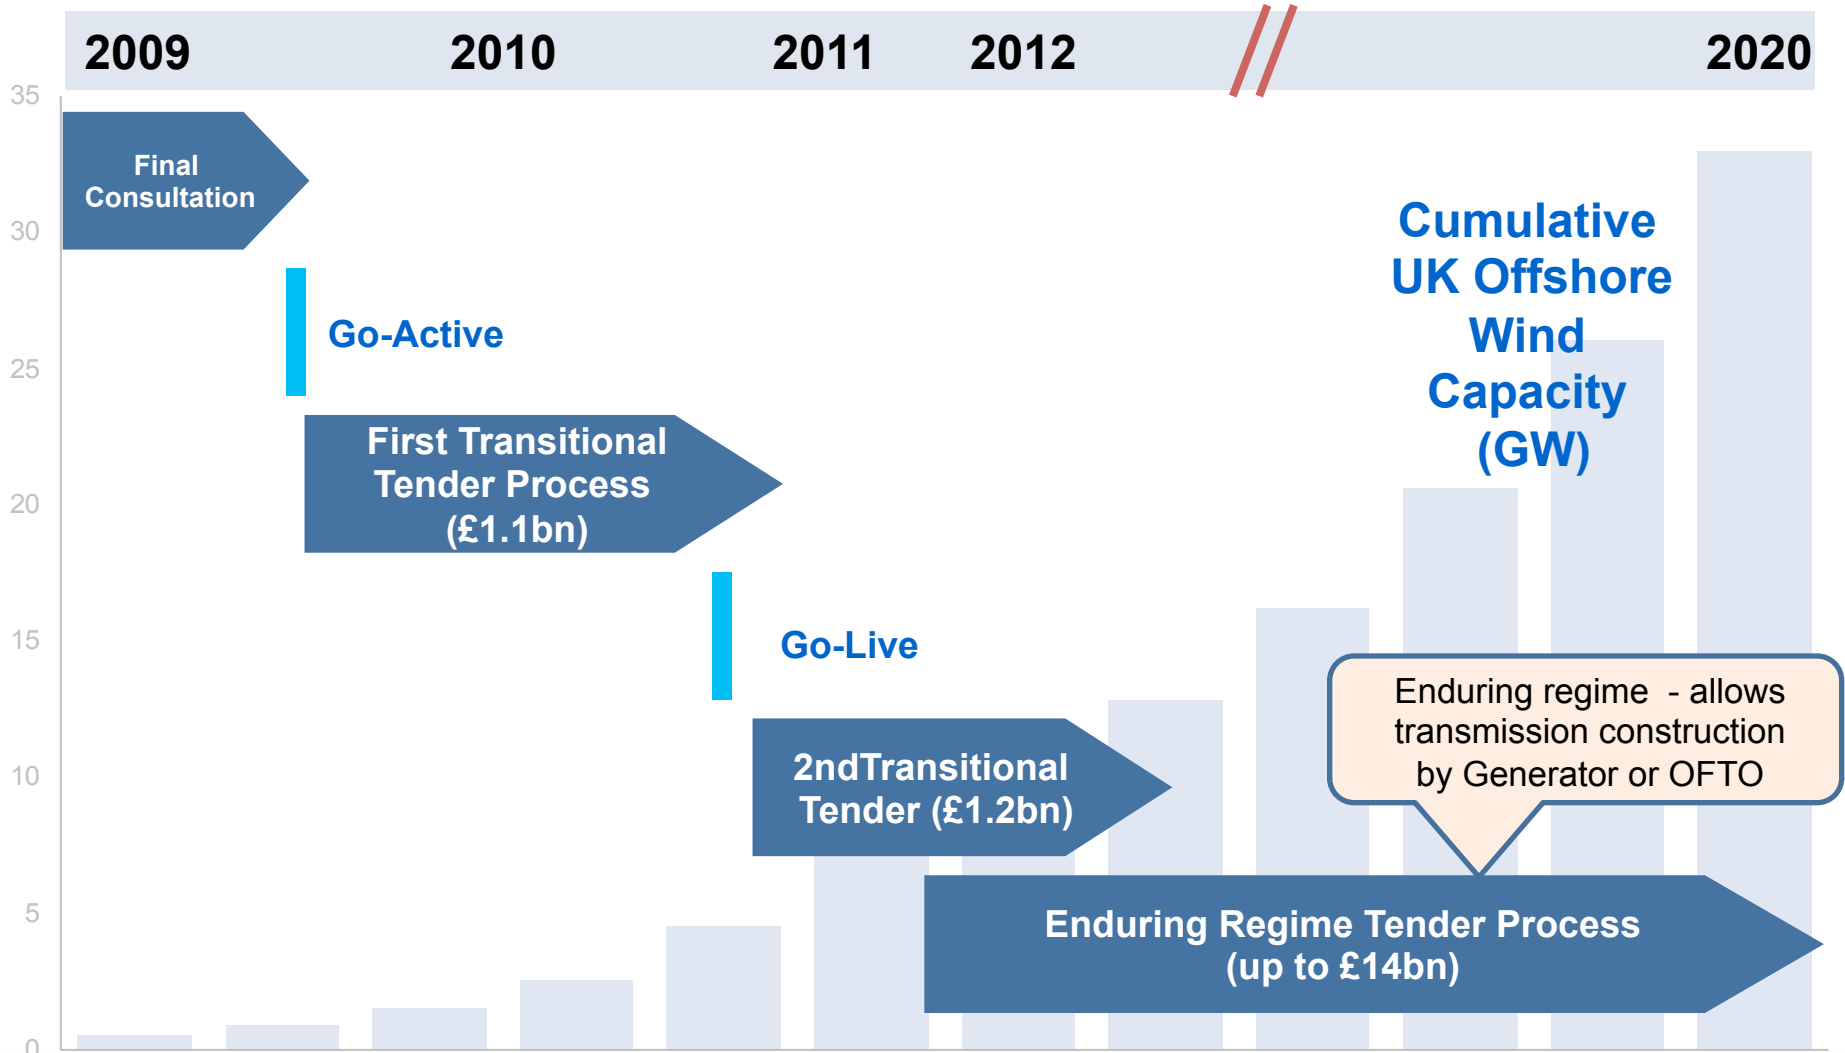 2009 2010 2011 2012 2020
35
Final
Consultation
30
Cumulative
UK Offshore
Wind
Capacity
(GW)
Go-Active
25
First Transitional
Tender Process
(£1.1bn)
20
15
Go-Live
Enduring regime - allows
transmission construction
by Generator or OFTO
2ndTransitional
Tender (£1.2bn)
10
5
Enduring Regime Tender Process
(up to £14bn)
0